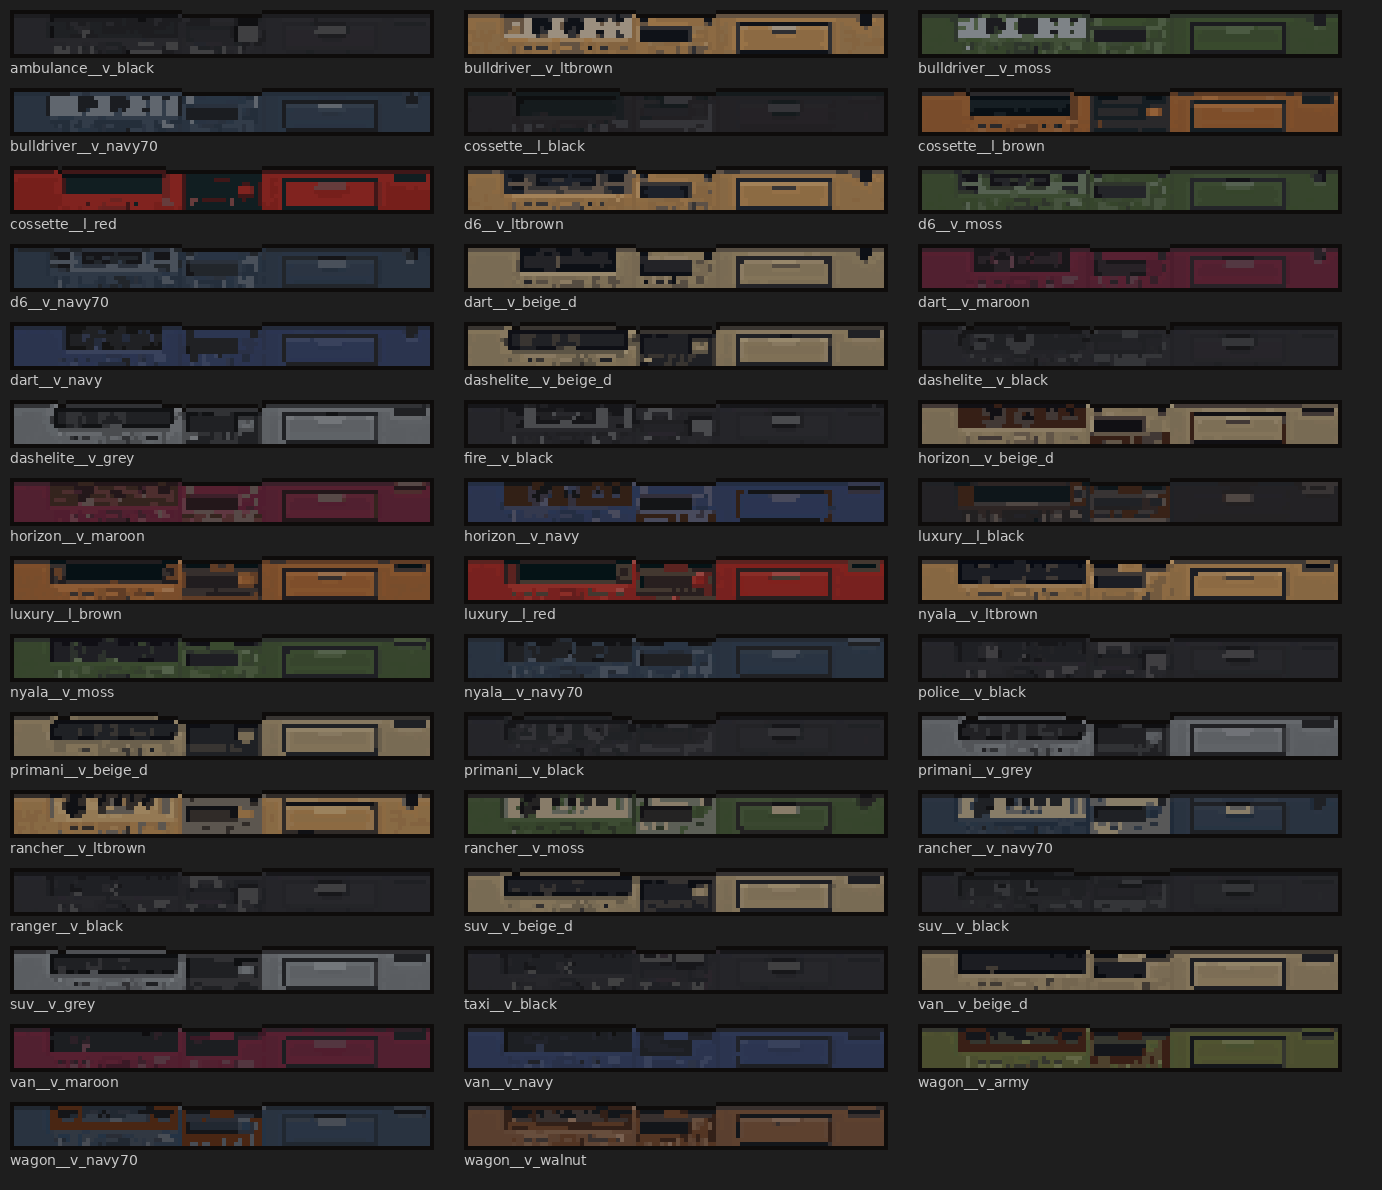 ambulance__v_black
bulldriver__v_ltbrown
bulldriver__v_moss
bulldriver__v_navy70
cossette__l_black
cossette__l_brown
cossette__l_red
d6__v_ltbrown
d6__v_moss
d6__v_navy70
dart__v_beige_d
dart__v_maroon
dart__v_navy
dashelite__v_beige_d
dashelite__v_black
dashelite__v_grey
fire__v_black
horizon__v_beige_d
horizon__v_maroon
horizon__v_navy
luxury__l_black
luxury__l_brown
luxury__l_red
nyala__v_ltbrown
nyala__v_moss
nyala__v_navy70
police__v_black
primani__v_beige_d
primani__v_black
primani__v_grey
rancher__v_ltbrown
rancher__v_moss
rancher__v_navy70
ranger__v_black
suv__v_beige_d
suv__v_black
suv__v_grey
taxi__v_black
van__v_beige_d
van__v_maroon
van__v_navy
wagon__v_army
wagon__v_navy70
wagon__v_walnut